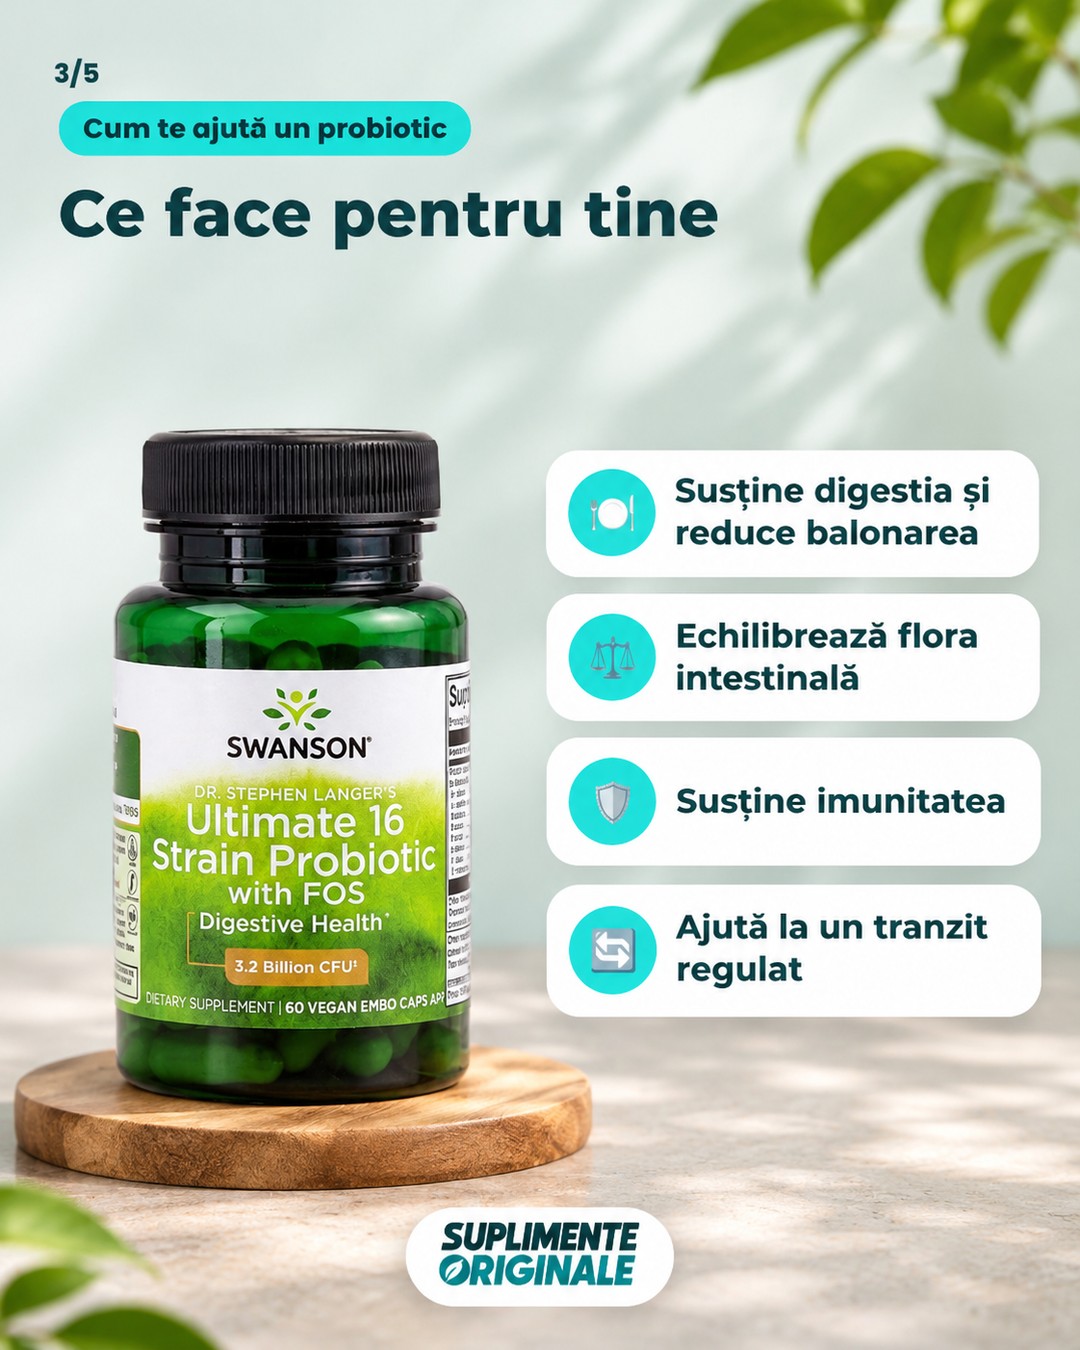 3/5
Cum te ajută un probiotic
Ce face pentru tine
Susține digestia și
reduce balonarea
Echilibrează flora
intestinală
Susține imunitatea
Ajută la un tranzit
regulat
SWANSON®
DR. STEPHEN LANGER'S
Ultimate 16
Strain Probiotic
with FOS
Digestive Health*
3.2 Billion CFU‡
DIETARY SUPPLEMENT | 60 VEGAN EMBO CAPS
SUPLIMENTE
ORIGINALE